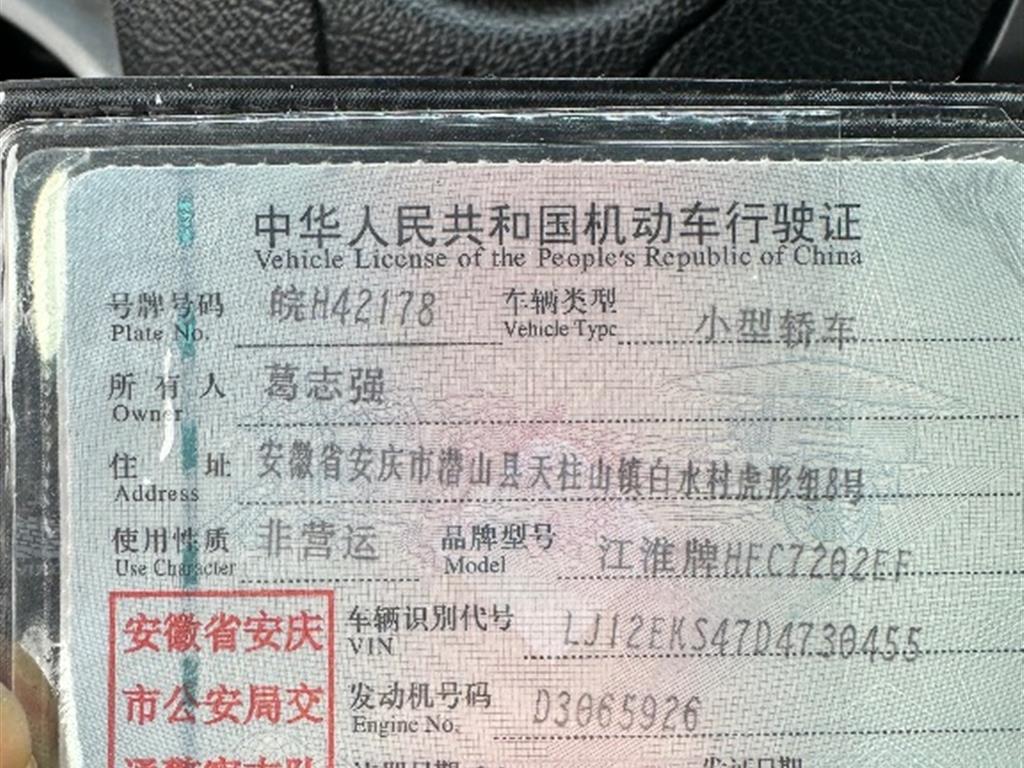 中华人民共和国机动车行驶证
Vehicle License of the People's Republic of China
号牌号码 皖H42178 车辆类型 小型轿车
Plate No. Vehicle Type
所有人 葛志强
Owner
住址 安徽省安庆市潜山县天柱山镇白水村虎形组8号
Address
使用性质 非营运 品牌型号 江淮牌HFC7202EF
Use Character Model
安徽省安庆 车辆识别代号 LJ12EKS47D4730455
VIN
市公安局交 发动机号码 D3065926
Engine No.